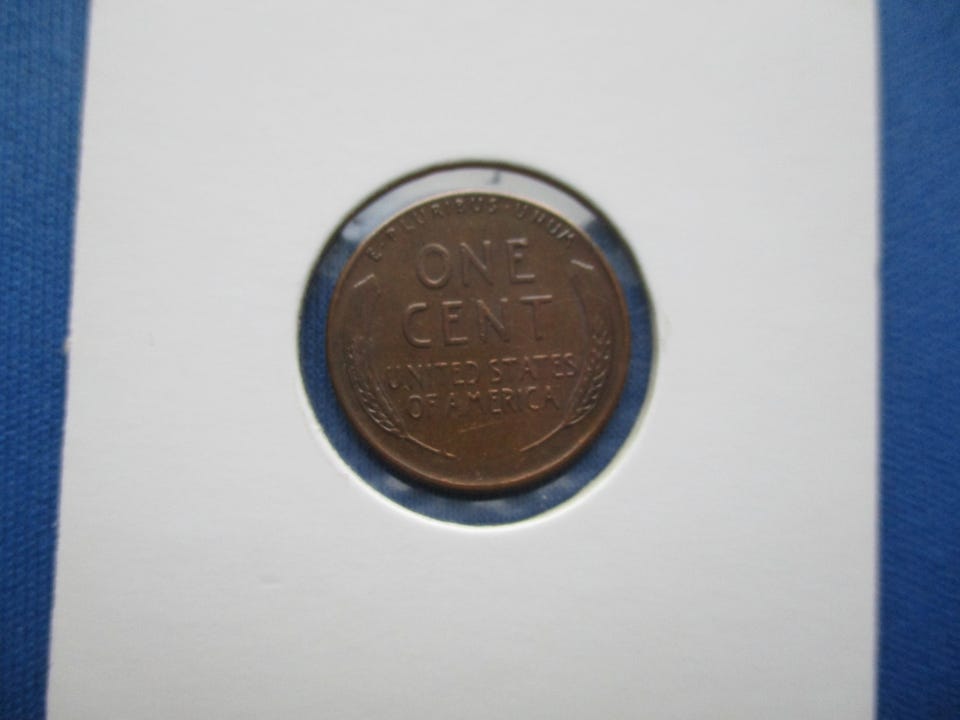 E·PLURIBUS·UNUM
ONE
CENT
UNITED STATES
OF AMERICA